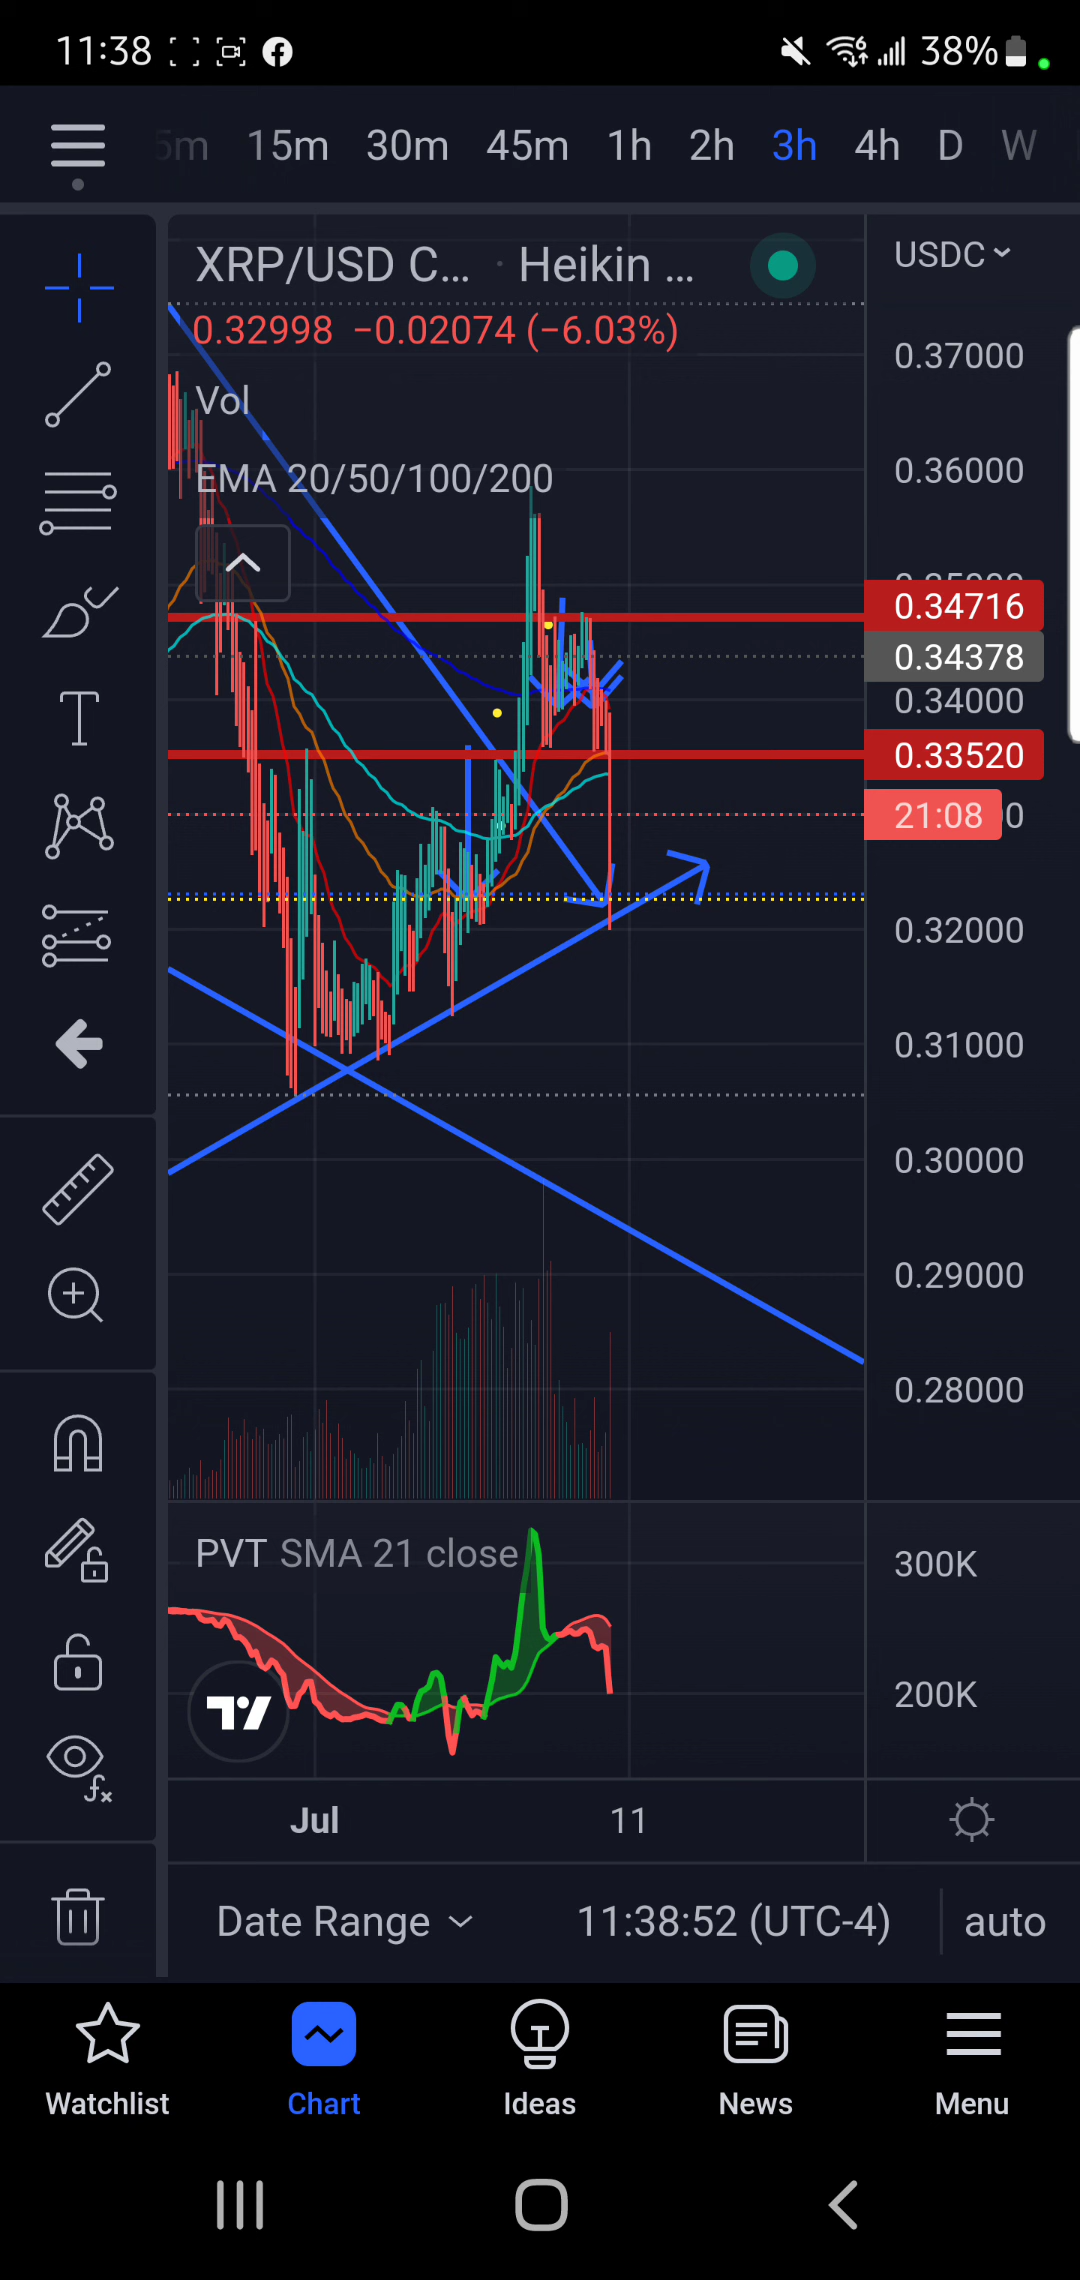 11:38 38%
5m 15m 30m 45m 1h 2h 3h 4h D W
XRP/USD C... · Heikin ... USDC
0.32998 −0.02074 (−6.03%)
0.37000
Vol
EMA 20/50/100/200
0.36000
0.34716
0.34378
0.34000
0.33520
21:08
0.32000
0.31000
0.30000
0.29000
0.28000
PVT SMA 21 close
300K
200K
Jul 11
Date Range 11:38:52 (UTC-4) auto
Watchlist Chart Ideas News Menu